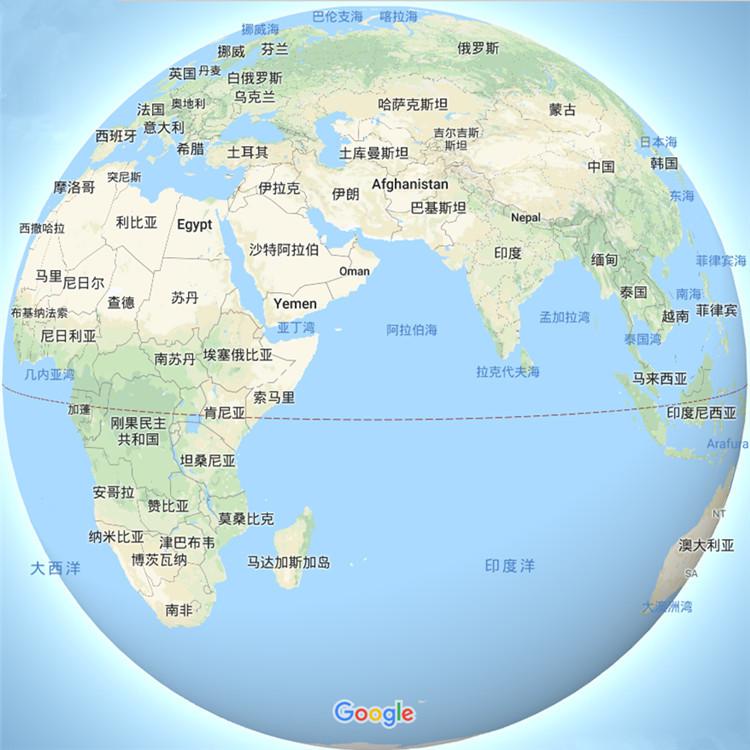 巴伦支海
喀拉海
挪威海
挪威
芬兰
俄罗斯
英国
丹麦
白俄罗斯
乌克兰
法国
奥地利
哈萨克斯坦
蒙古
西班牙
意大利
希腊
土耳其
土库曼斯坦
吉尔吉斯
斯坦
日本海
中国
韩国
摩洛哥
突尼斯
伊拉克
伊朗
Afghanistan
巴基斯坦
东海
西撒哈拉
利比亚
Egypt
Nepal
沙特阿拉伯
印度
缅甸
菲律宾海
马里
尼日尔
查德
苏丹
Oman
Yemen
泰国
南海
布基纳法索
尼日利亚
亚丁湾
阿拉伯海
孟加拉湾
越南
菲律宾
南苏丹
埃塞俄比亚
泰国湾
几内亚湾
拉克代夫海
马来西亚
索马里
加蓬
肯尼亚
印度尼西亚
刚果民主
共和国
Arafura
坦桑尼亚
安哥拉
赞比亚
莫桑比克
NT
纳米比亚
津巴布韦
博茨瓦纳
马达加斯加岛
大西洋
印度洋
澳大利亚
SA
南非
大澳洲湾
Google